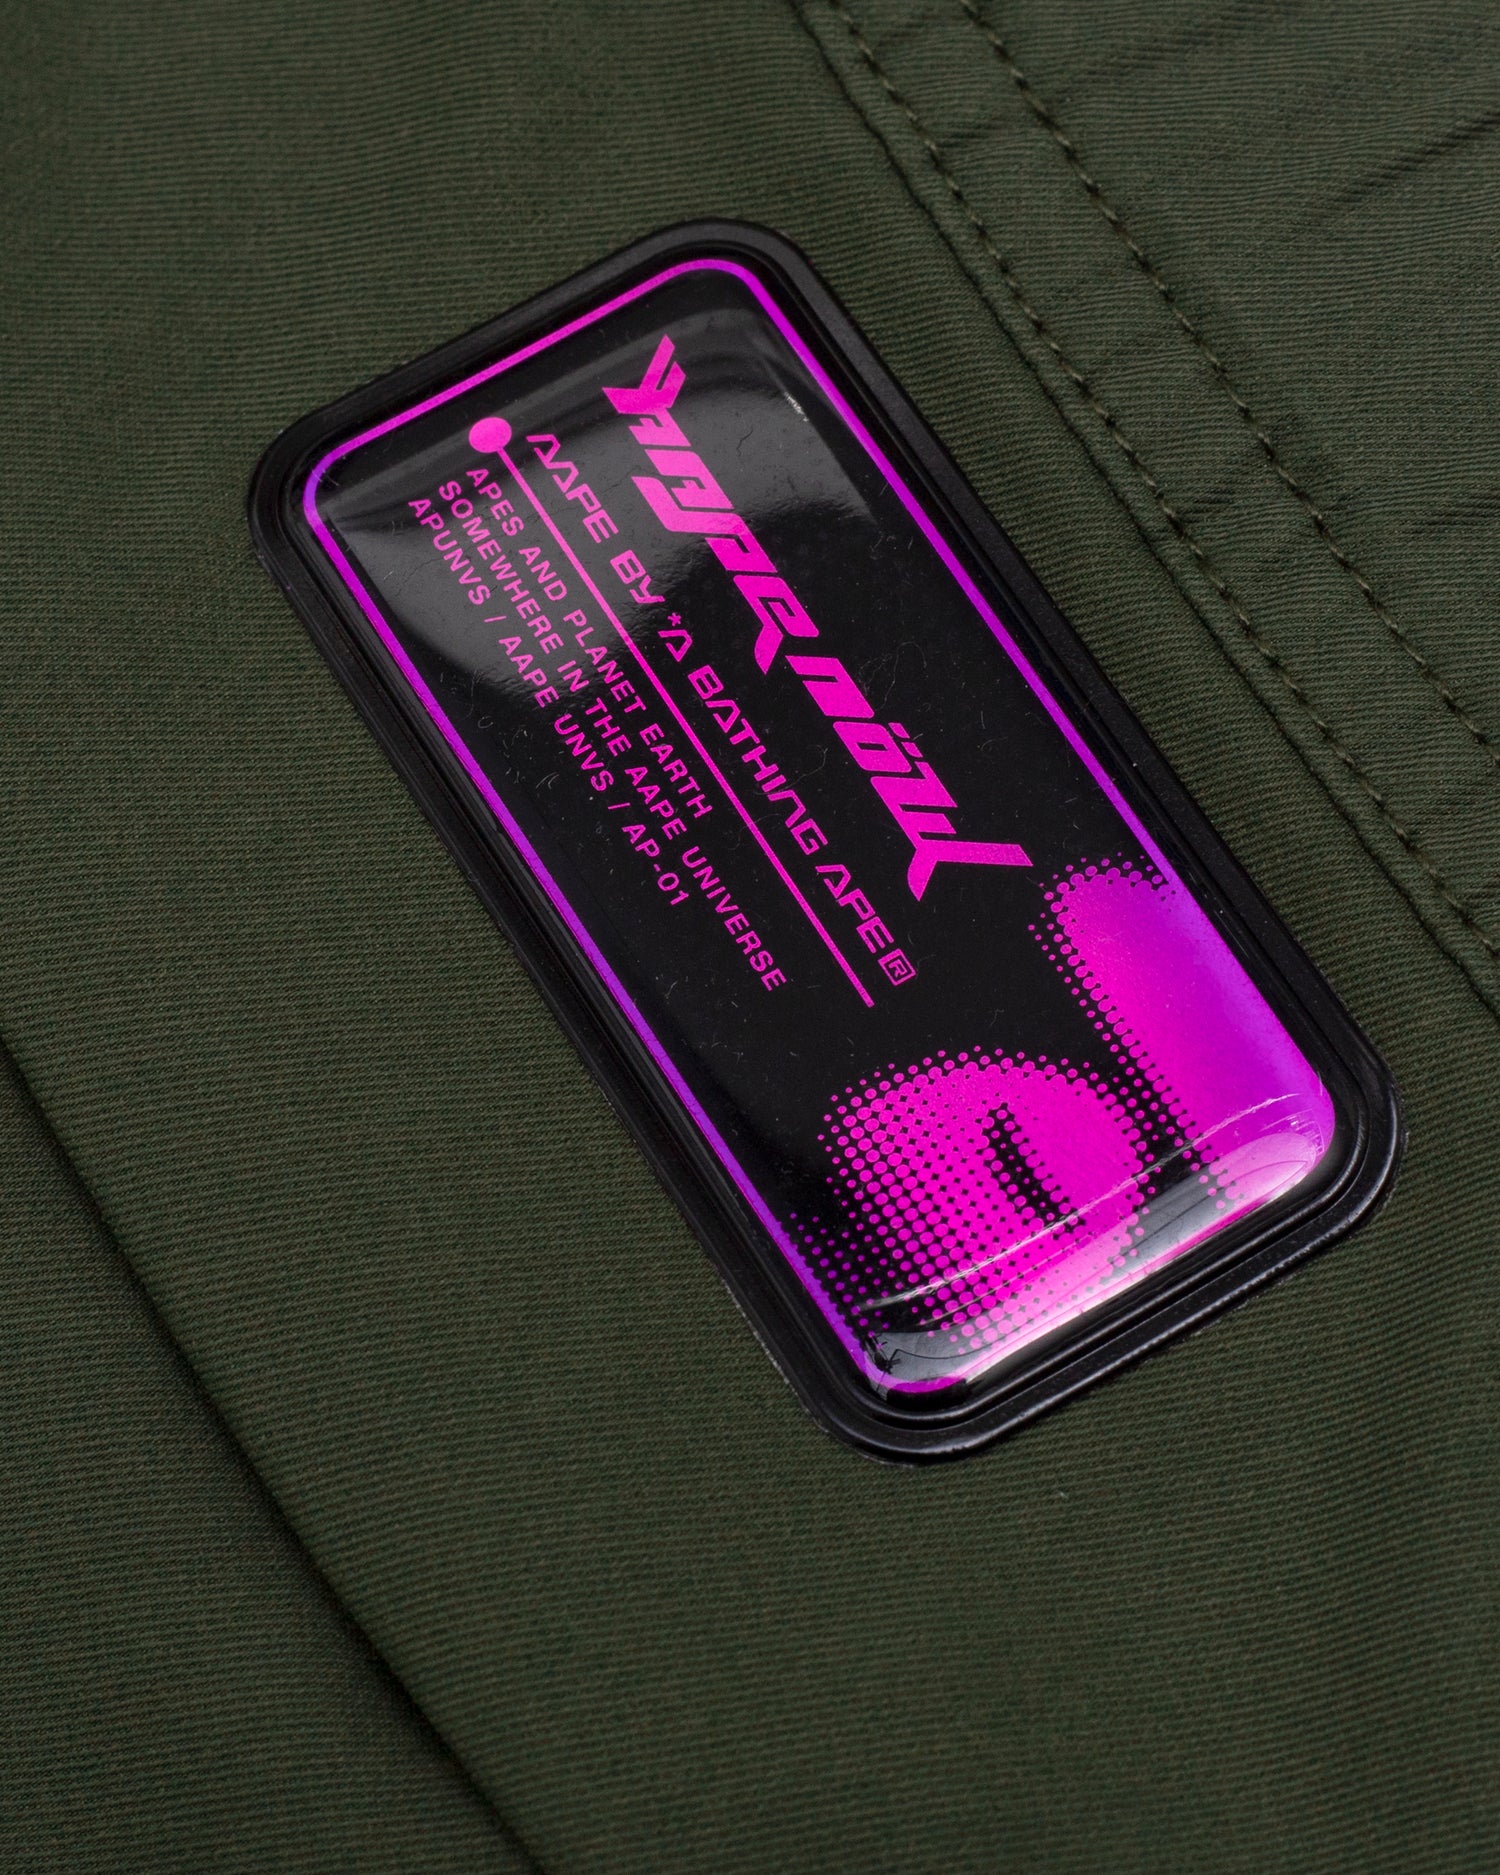 AAPE NOW
AAPE BY *A BATHING APE®
APES AND PLANET EARTH
SOMEWHERE IN THE AAPE UNIVERSE
APUNVS / AAPE UNVS / AP-01